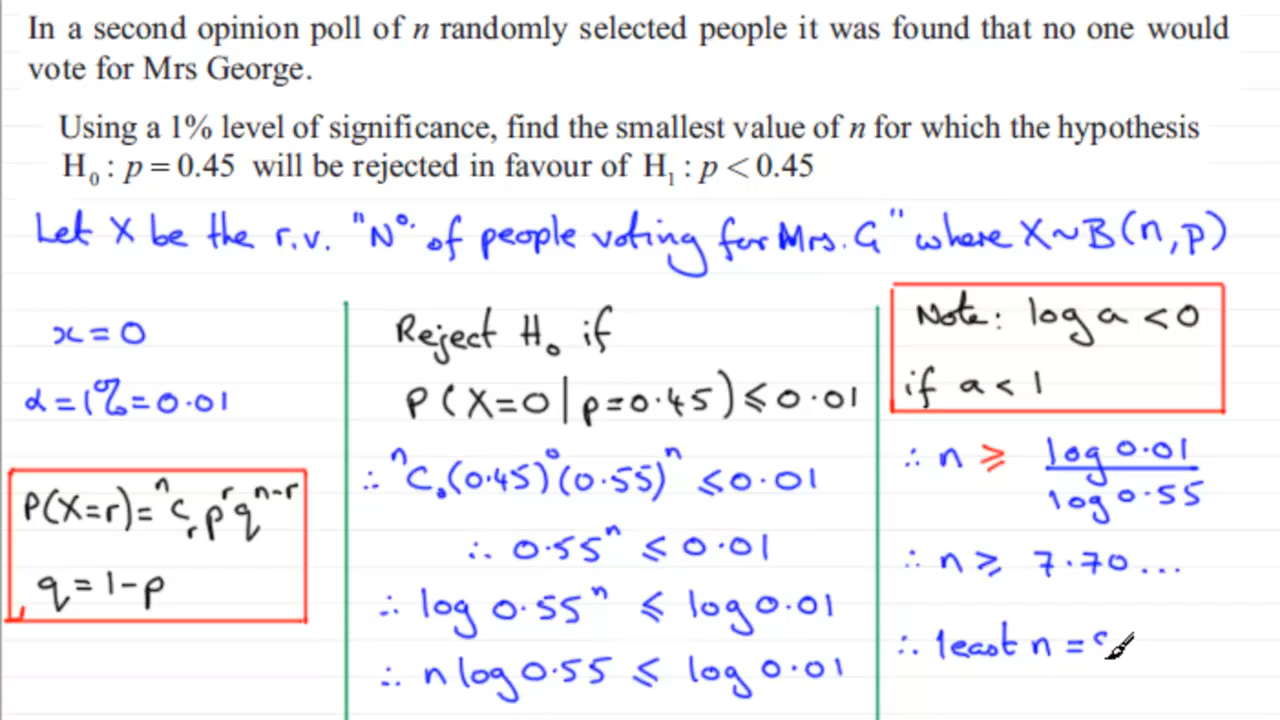 In a second opinion poll of n randomly selected people it was found that no one would
vote for Mrs George.
Using a 1% level of significance, find the smallest value of n for which the hypothesis
H₀ : p = 0.45 will be rejected in favour of H₁ : p < 0.45
Let X be the r.v. "Nº. of people voting for Mrs. G" where X~B(n,p)
x = 0
α = 1% = 0.01
P(X=r) = ⁿCᵣ pʳ qⁿ⁻ʳ
q = 1 - p
Reject H₀ if
P(X=0 | p=0.45) ≤ 0.01
∴ ⁿC₀ (0.45)⁰ (0.55)ⁿ ≤ 0.01
∴ 0.55ⁿ ≤ 0.01
∴ log 0.55ⁿ ≤ log 0.01
∴ n log 0.55 ≤ log 0.01
Note: log a < 0
if a < 1
∴ n ≥ log 0.01
log 0.55
∴ n ≥ 7.70...
∴ least n =